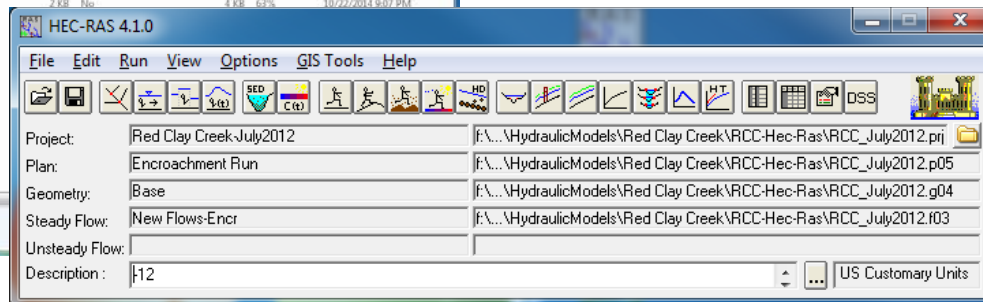 2 KB No 4 KB 63% 10/22/2014 9:07 PM
HEC-RAS 4.1.0
File Edit Run View Options GIS Tools Help
SED C(t) HD HT DSS
Project: Red Clay Creek-July2012 f:\...\HydraulicModels\Red Clay Creek\RCC-Hec-Ras\RCC_July2012.prj
Plan: Encroachment Run f:\...\HydraulicModels\Red Clay Creek\RCC-Hec-Ras\RCC_July2012.p05
Geometry: Base f:\...\HydraulicModels\Red Clay Creek\RCC-Hec-Ras\RCC_July2012.g04
Steady Flow: New Flows-Encr f:\...\HydraulicModels\Red Clay Creek\RCC-Hec-Ras\RCC_July2012.f03
Unsteady Flow:
Description : -12 ... US Customary Units